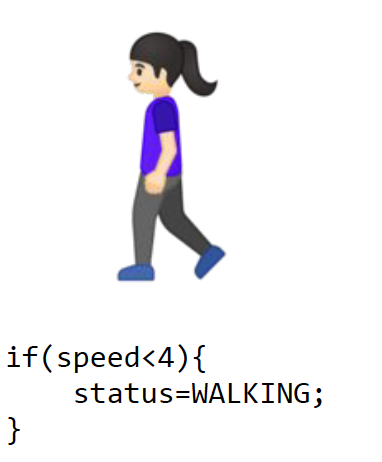 if(speed<4){
    status=WALKING;
}